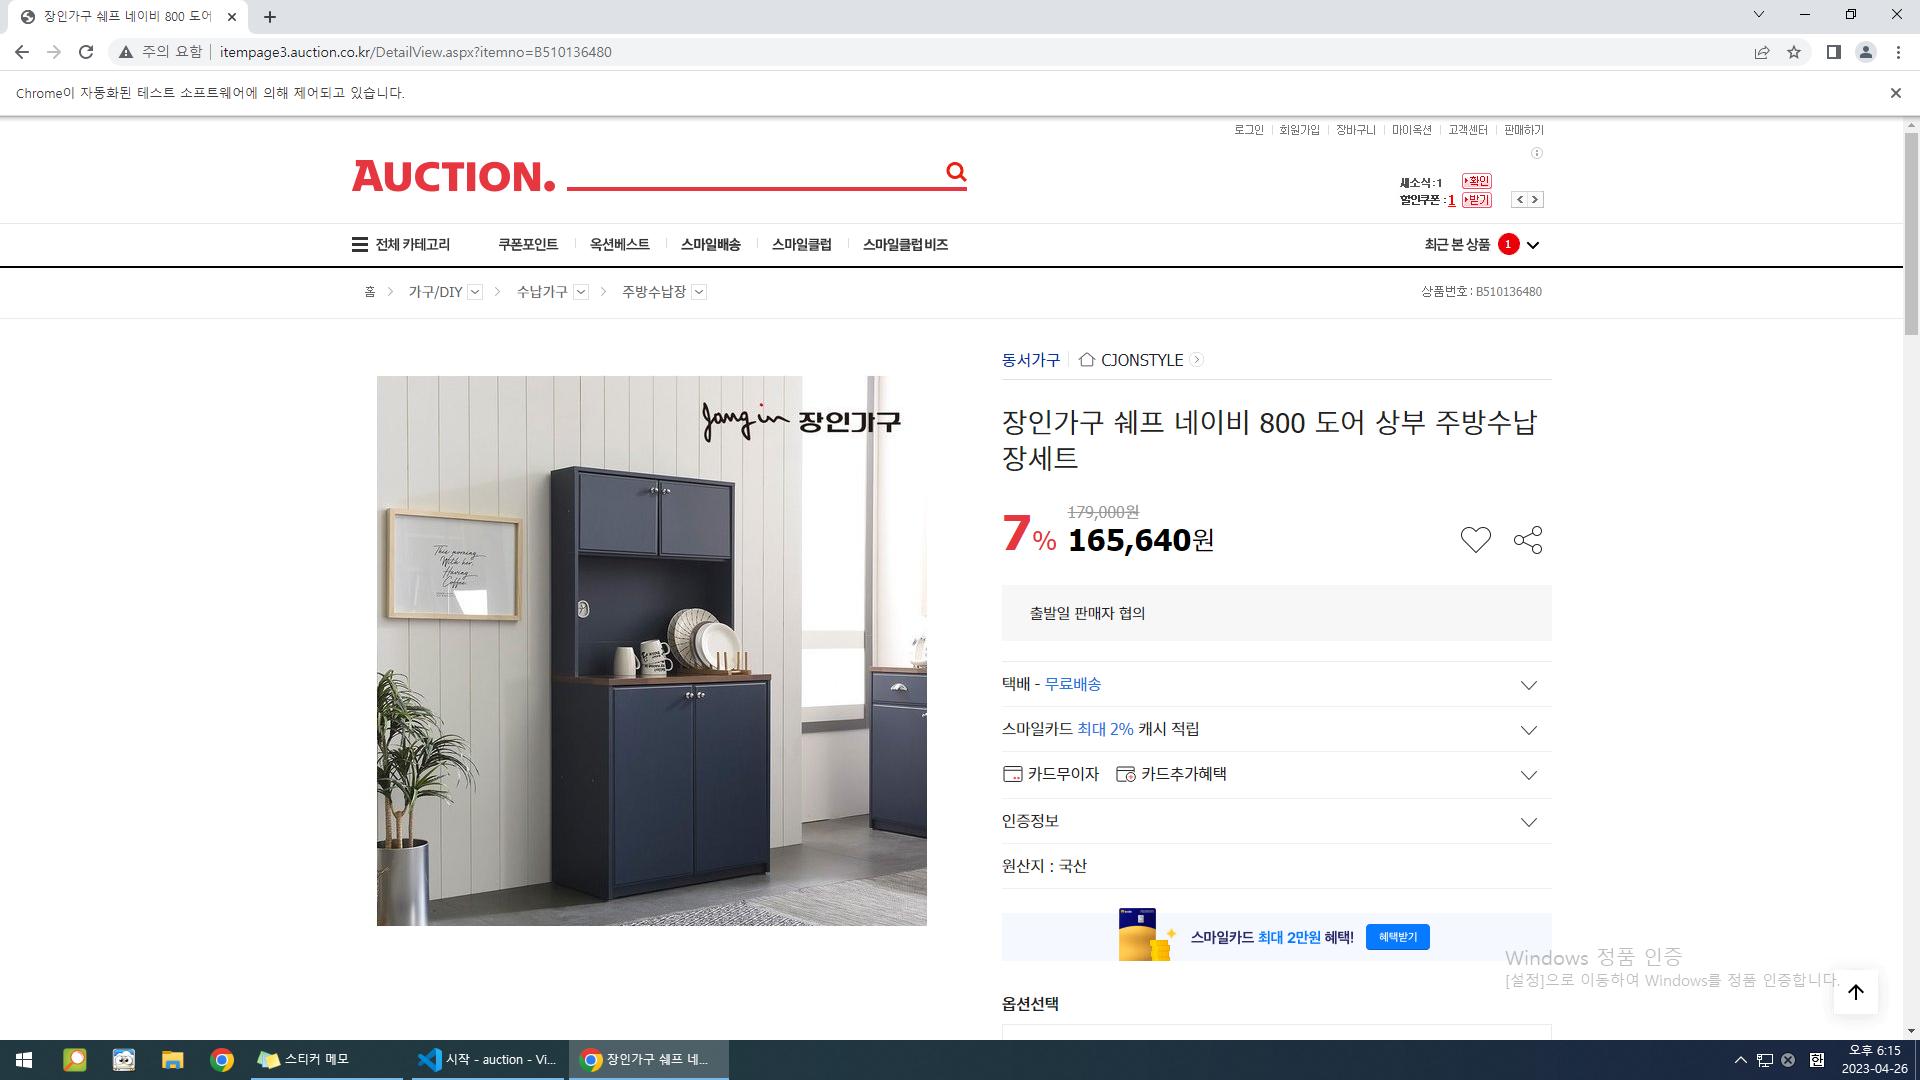 장인가구 쉐프 네이비 800 도어
주의 요함
itempage3.auction.co.kr/DetailView.aspx?itemno=B510136480
Chrome이 자동화된 테스트 소프트웨어에 의해 제어되고 있습니다.
로그인 회원가입 장바구니 마이옥션 고객센터 판매하기
AUCTION.
새소식 : 1 확인
할인쿠폰 : 1 받기
전체 카테고리 쿠폰포인트 옥션베스트 스마일배송 스마일클럽 스마일클럽 비즈 최근 본 상품 1
홈 가구/DIY 수납가구 주방수납장 상품번호 : B510136480
동서가구 CJONSTYLE
Jang in 장인가구
장인가구 쉐프 네이비 800 도어 상부 주방수납
장세트
179,000원
7% 165,640원
This morning,
With her,
Having
Coffee
출발일 판매자 협의
택배 - 무료배송
스마일카드 최대 2% 캐시 적립
카드무이자 카드추가혜택
인증정보
원산지 : 국산
스마일카드 최대 2만원 혜택! 혜택받기
Windows 정품 인증
[설정]으로 이동하여 Windows를 정품 인증합니다.
옵션선택
스티커 메모
시작 - auction - Vi...
장인가구 쉐프 네...
한
오후 6:15
2023-04-26